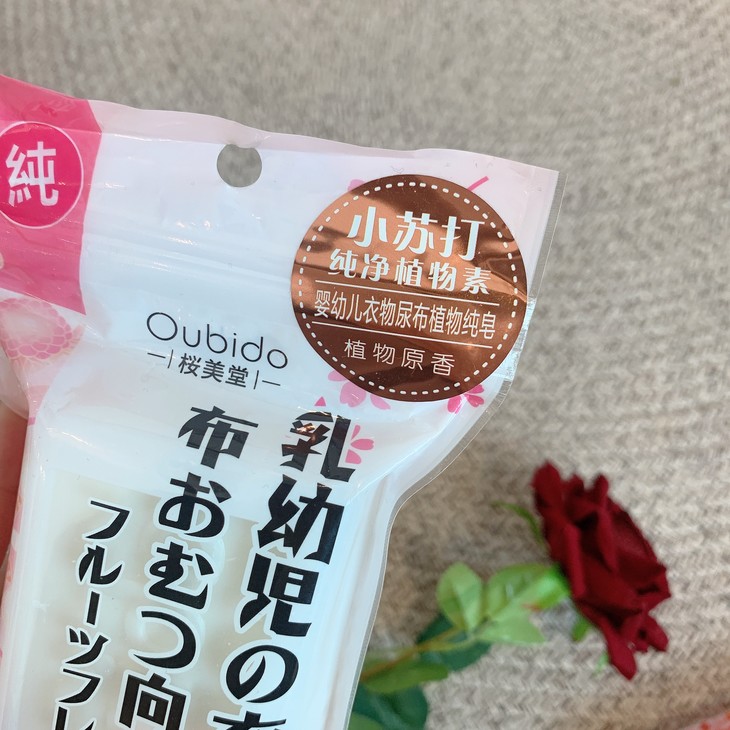 純
小苏打
纯净植物素
婴幼儿衣物尿布植物纯皂
植物原香
Oubido
桜美堂
乳幼児の
布おむつ向
フルーツフレ